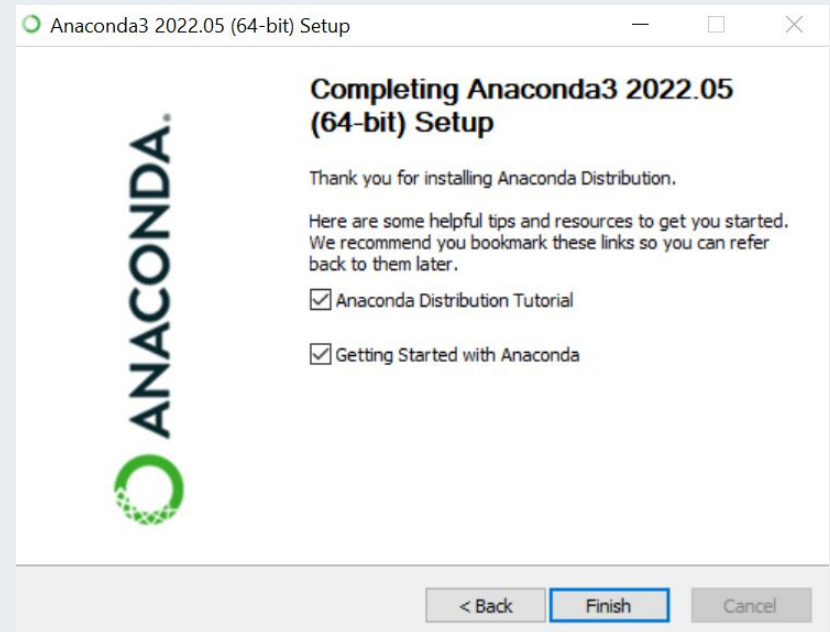 Anaconda3 2022.05 (64-bit) Setup
Completing Anaconda3 2022.05
(64-bit) Setup
ANACONDA.
Thank you for installing Anaconda Distribution.
Here are some helpful tips and resources to get you started.
We recommend you bookmark these links so you can refer
back to them later.
Anaconda Distribution Tutorial
Getting Started with Anaconda
< Back
Finish
Cancel